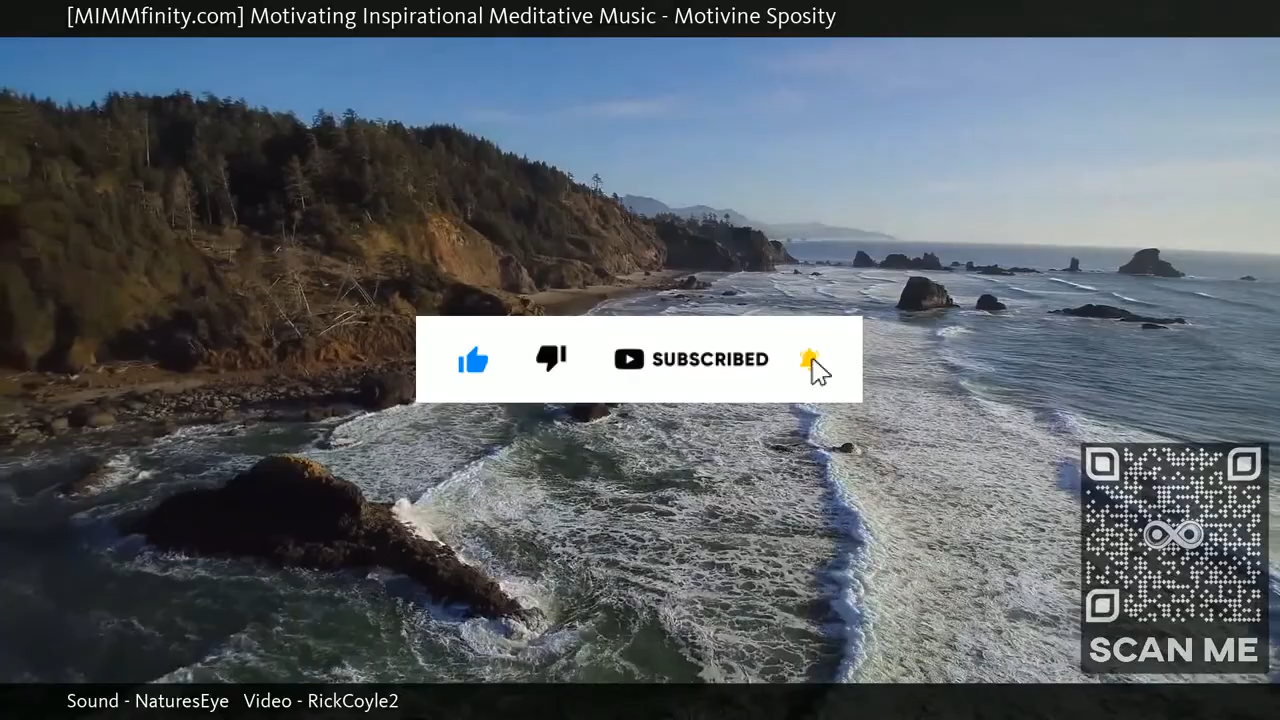 [MIMMfinity.com] Motivating Inspirational Meditative Music - Motivine Sposity
SUBSCRIBED
SCAN ME
Sound - NaturesEye Video - RickCoyle2